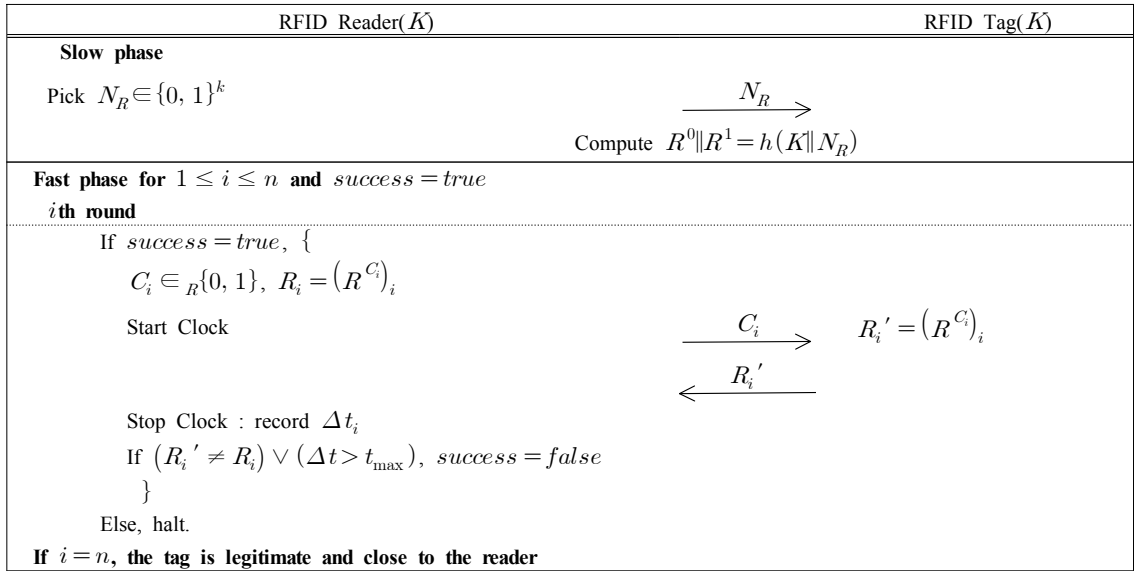 RFID Reader(K) RFID Tag(K)
Slow phase
Pick N_R∈{0, 1}^k N_R
Compute R^0‖R^1=h(K‖N_R)
Fast phase for 1 ≤ i ≤ n and success=true
ith round
If success=true, {
C_i ∈_R{0, 1}, R_i=(R^{C_i})_i
Start Clock C_i R_i′=(R^{C_i})_i
R_i′
Stop Clock : record Δt_i
If (R_i′≠R_i)∨(Δt>t_max), success=false
}
Else, halt.
If i=n, the tag is legitimate and close to the reader